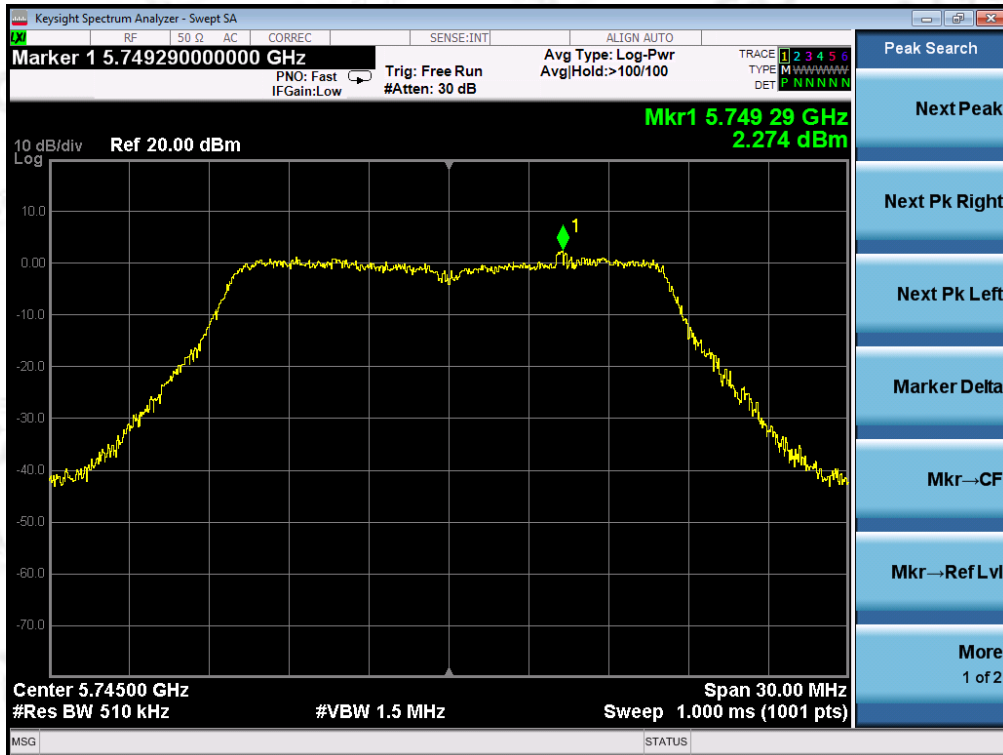 Keysight Spectrum Analyzer - Swept SA
LXI RF 50 Ω AC CORREC SENSE:INT ALIGN AUTO
Marker 1 5.749290000000 GHz
PNO: Fast
IFGain:Low
Trig: Free Run
#Atten: 30 dB
Avg Type: Log-Pwr
Avg|Hold:>100/100
TRACE 1 2 3 4 5 6
TYPE M WWWWW
DET P N N N N N
Mkr1 5.749 29 GHz
2.274 dBm
10 dB/div Ref 20.00 dBm
Log
10.0
0.00
-10.0
-20.0
-30.0
-40.0
-50.0
-60.0
-70.0
1
Center 5.74500 GHz Span 30.00 MHz
#Res BW 510 kHz #VBW 1.5 MHz Sweep 1.000 ms (1001 pts)
MSG STATUS
Peak Search
Next Peak
Next Pk Right
Next Pk Left
Marker Delta
Mkr→CF
Mkr→Ref Lvl
More
1 of 2